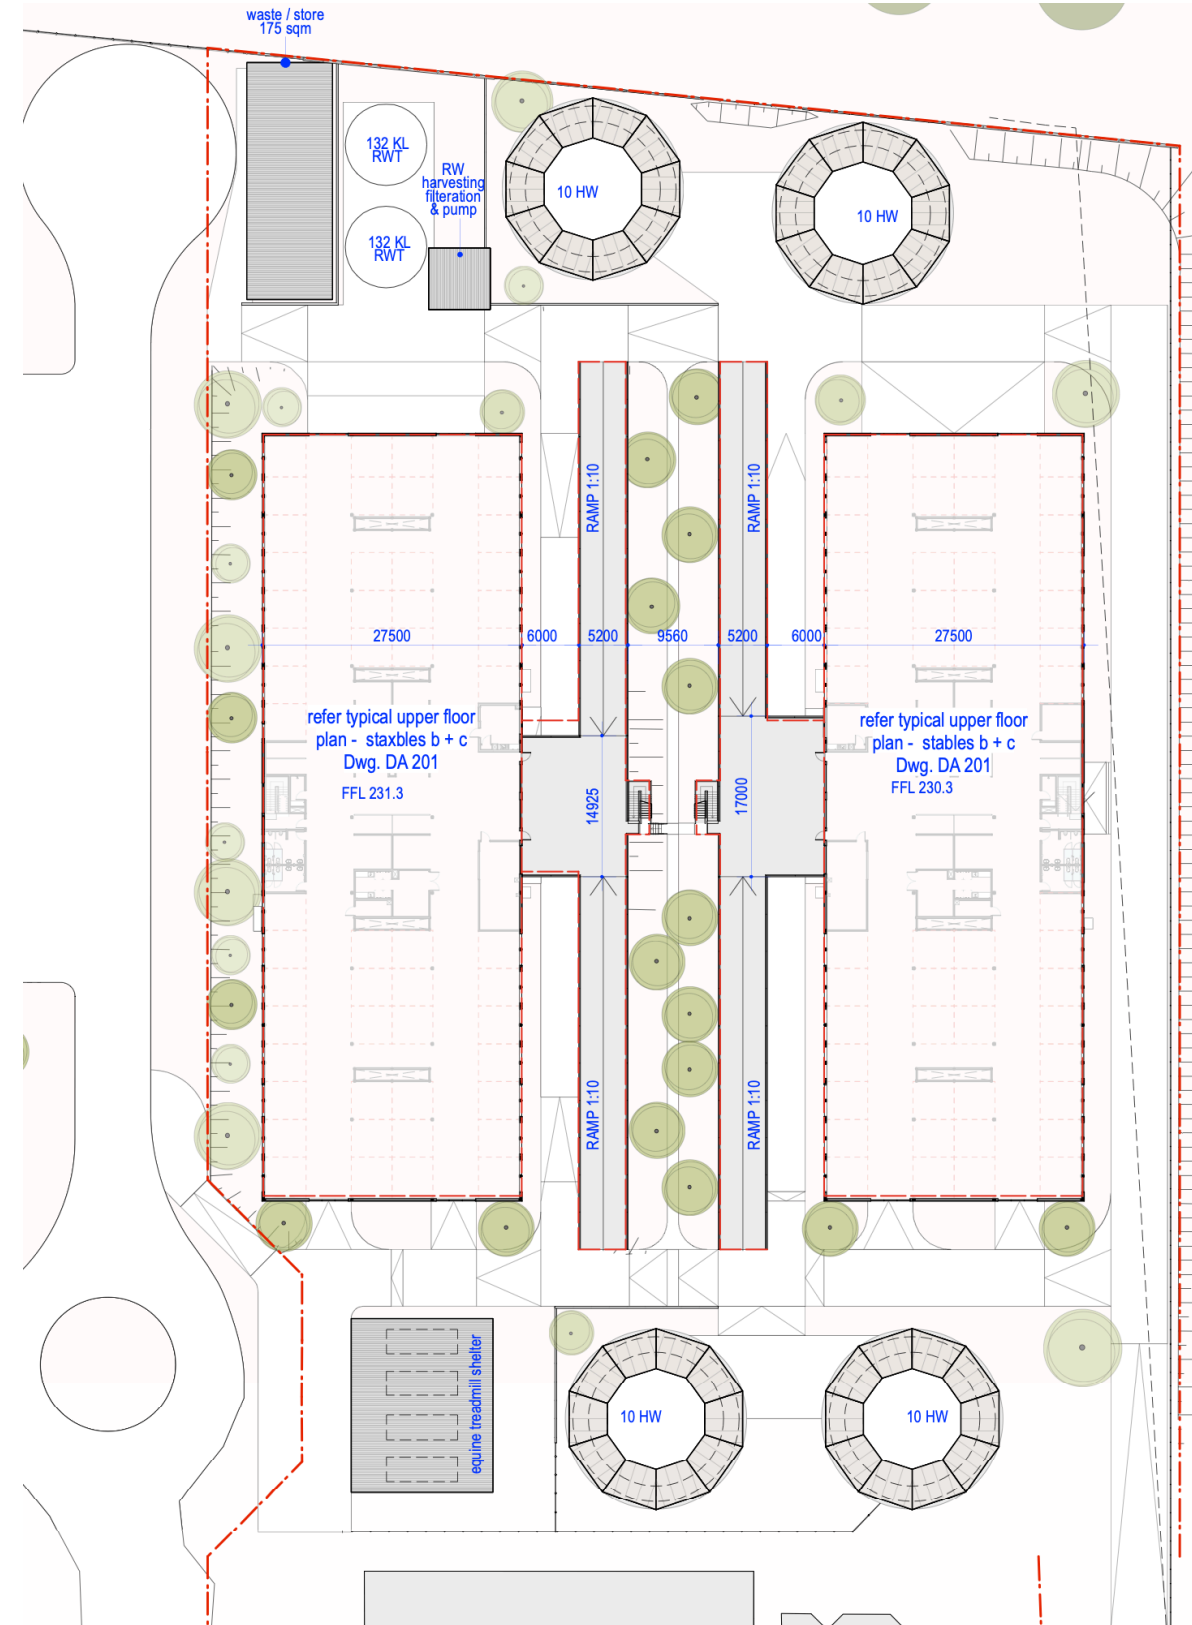 waste / store
175 sqm
132 KL
RWT
RW
harvesting
filteration
& pump
132 KL
RWT
10 HW
10 HW
RAMP 1:10
RAMP 1:10
27500
6000
5200
9560
5200
6000
27500
refer typical upper floor
plan - staxbles b + c
Dwg. DA 201
FFL 231.3
refer typical upper floor
plan - stables b + c
Dwg. DA 201
FFL 230.3
14925
17000
RAMP 1:10
RAMP 1:10
equine treadmill shelter
10 HW
10 HW